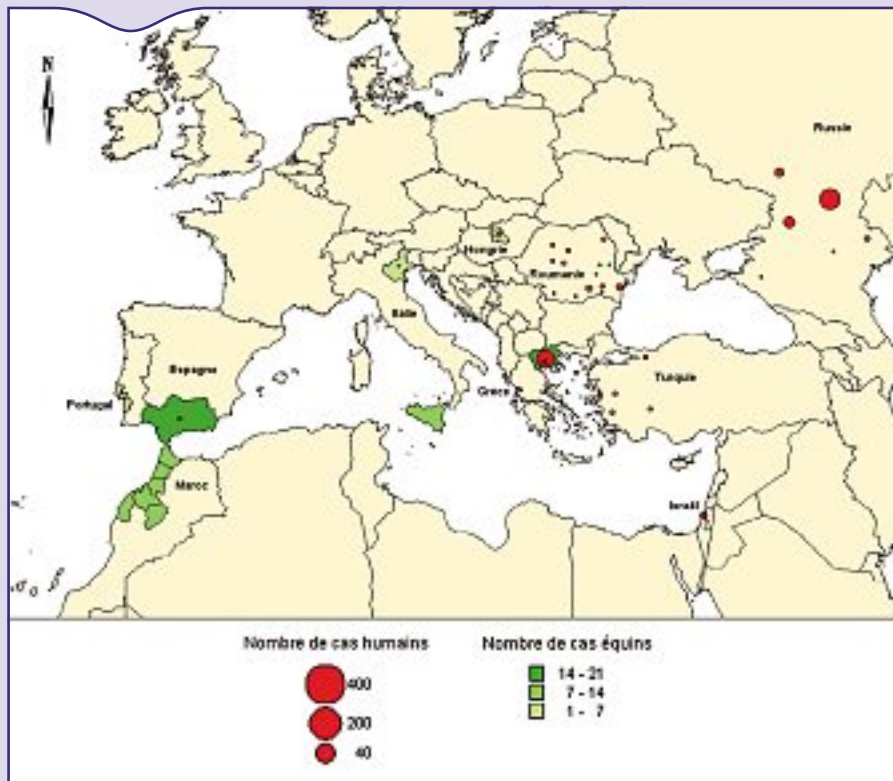 N
Russie
Hongrie
Roumanie
Italie
Espagne
Portugal
Grèce
Turquie
Maroc
Israël
Nombre de cas humains
400
200
40
Nombre de cas équins
14 - 21
7 - 14
1 - 7